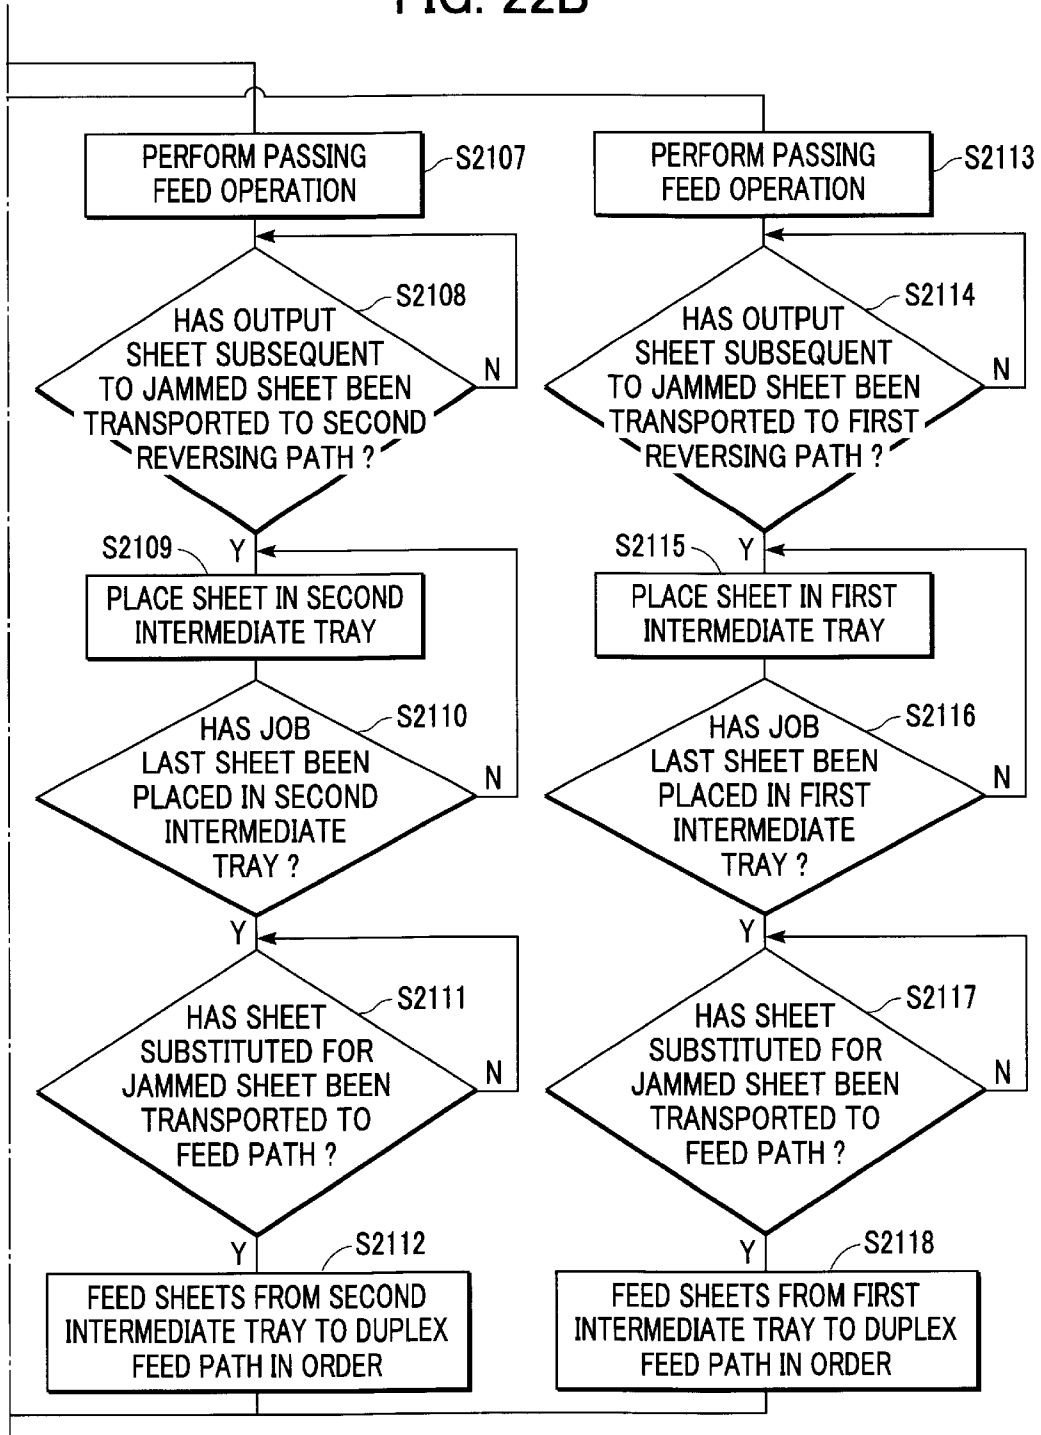 FIG. 22B
PERFORM PASSING
FEED OPERATION
S2107
HAS OUTPUT
SHEET SUBSEQUENT
TO JAMMED SHEET BEEN
TRANSPORTED TO SECOND
REVERSING PATH ?
S2108
N
Y
S2109
PLACE SHEET IN SECOND
INTERMEDIATE TRAY
HAS JOB
LAST SHEET BEEN
PLACED IN SECOND
INTERMEDIATE
TRAY ?
S2110
N
Y
HAS SHEET
SUBSTITUTED FOR
JAMMED SHEET BEEN
TRANSPORTED TO
FEED PATH ?
S2111
N
Y
S2112
FEED SHEETS FROM SECOND
INTERMEDIATE TRAY TO DUPLEX
FEED PATH IN ORDER
PERFORM PASSING
FEED OPERATION
S2113
HAS OUTPUT
SHEET SUBSEQUENT
TO JAMMED SHEET BEEN
TRANSPORTED TO FIRST
REVERSING PATH ?
S2114
N
Y
S2115
PLACE SHEET IN FIRST
INTERMEDIATE TRAY
HAS JOB
LAST SHEET BEEN
PLACED IN FIRST
INTERMEDIATE
TRAY ?
S2116
N
Y
HAS SHEET
SUBSTITUTED FOR
JAMMED SHEET BEEN
TRANSPORTED TO
FEED PATH ?
S2117
N
Y
S2118
FEED SHEETS FROM FIRST
INTERMEDIATE TRAY TO DUPLEX
FEED PATH IN ORDER